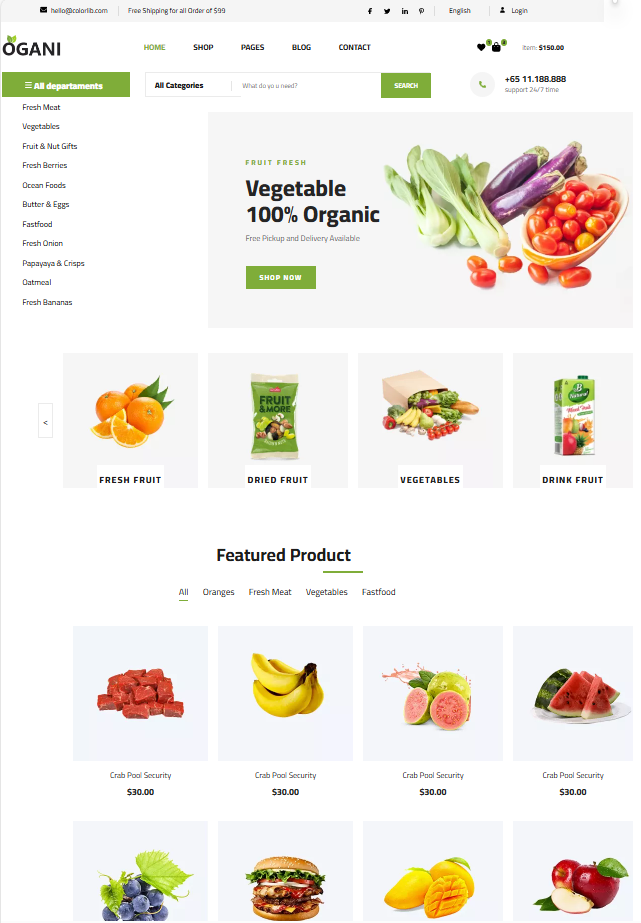 hello@colorlib.com Free Shipping for all Order of $99 English Login
OGANI HOME SHOP PAGES BLOG CONTACT item: $150.00
All departaments All Categories What do yo u need? SEARCH +65 11.188.888
support 24/7 time
Fresh Meat
Vegetables
Fruit & Nut Gifts
Fresh Berries
Ocean Foods
Butter & Eggs
Fastfood
Fresh Onion
Papayaya & Crisps
Oatmeal
Fresh Bananas
FRUIT FRESH
Vegetable
100% Organic
Free Pickup and Delivery Available
SHOP NOW
<
FRUIT
&MORE
B
Natural
FRESH FRUIT DRIED FRUIT VEGETABLES DRINK FRUIT
Featured Product
All Oranges Fresh Meat Vegetables Fastfood
Crab Pool Security Crab Pool Security Crab Pool Security Crab Pool Security
$30.00 $30.00 $30.00 $30.00